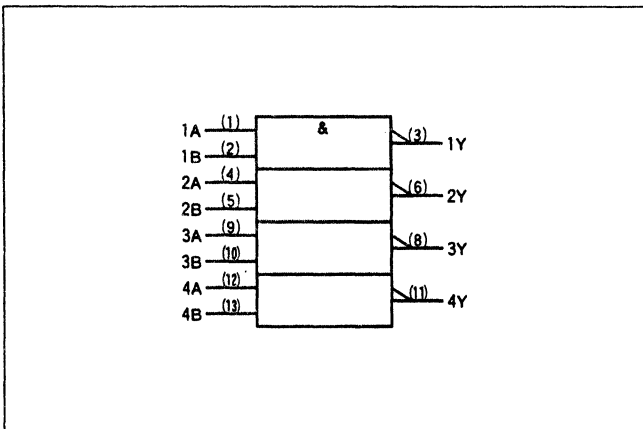 1A (1) & (3) 1Y
1B (2)
2A (4) (6) 2Y
2B (5)
3A (9) (8) 3Y
3B (10)
4A (12) (11) 4Y
4B (13)